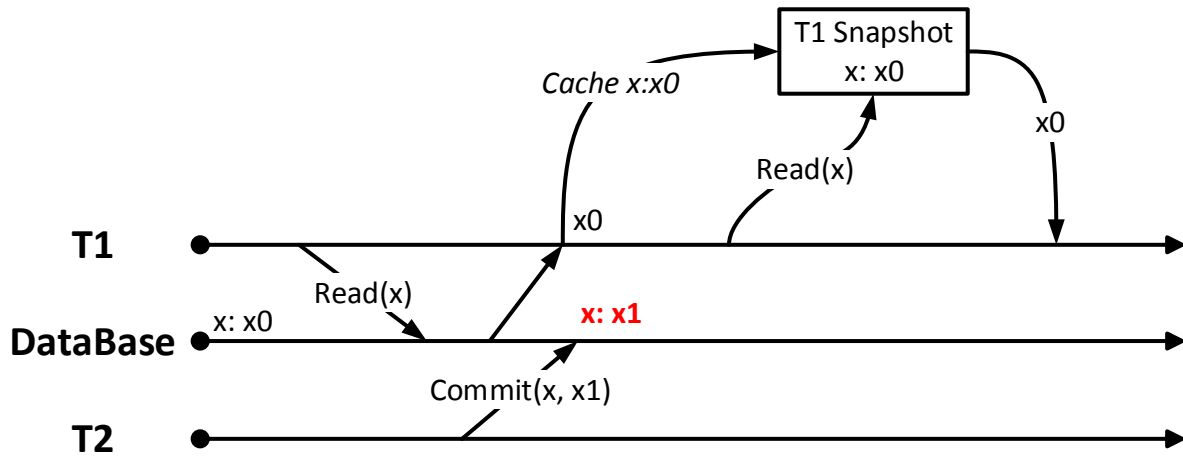 T1 Snapshot
x: x0
Cache x:x0
x0
Read(x)
x0
T1
Read(x)
x: x0
x: x1
DataBase
Commit(x, x1)
T2